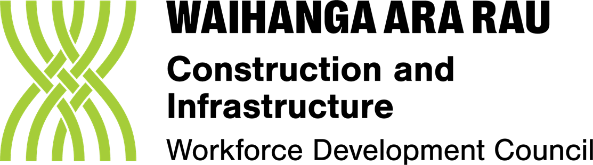 WAIHANGA ARA RAU
Construction and
Infrastructure
Workforce Development Council